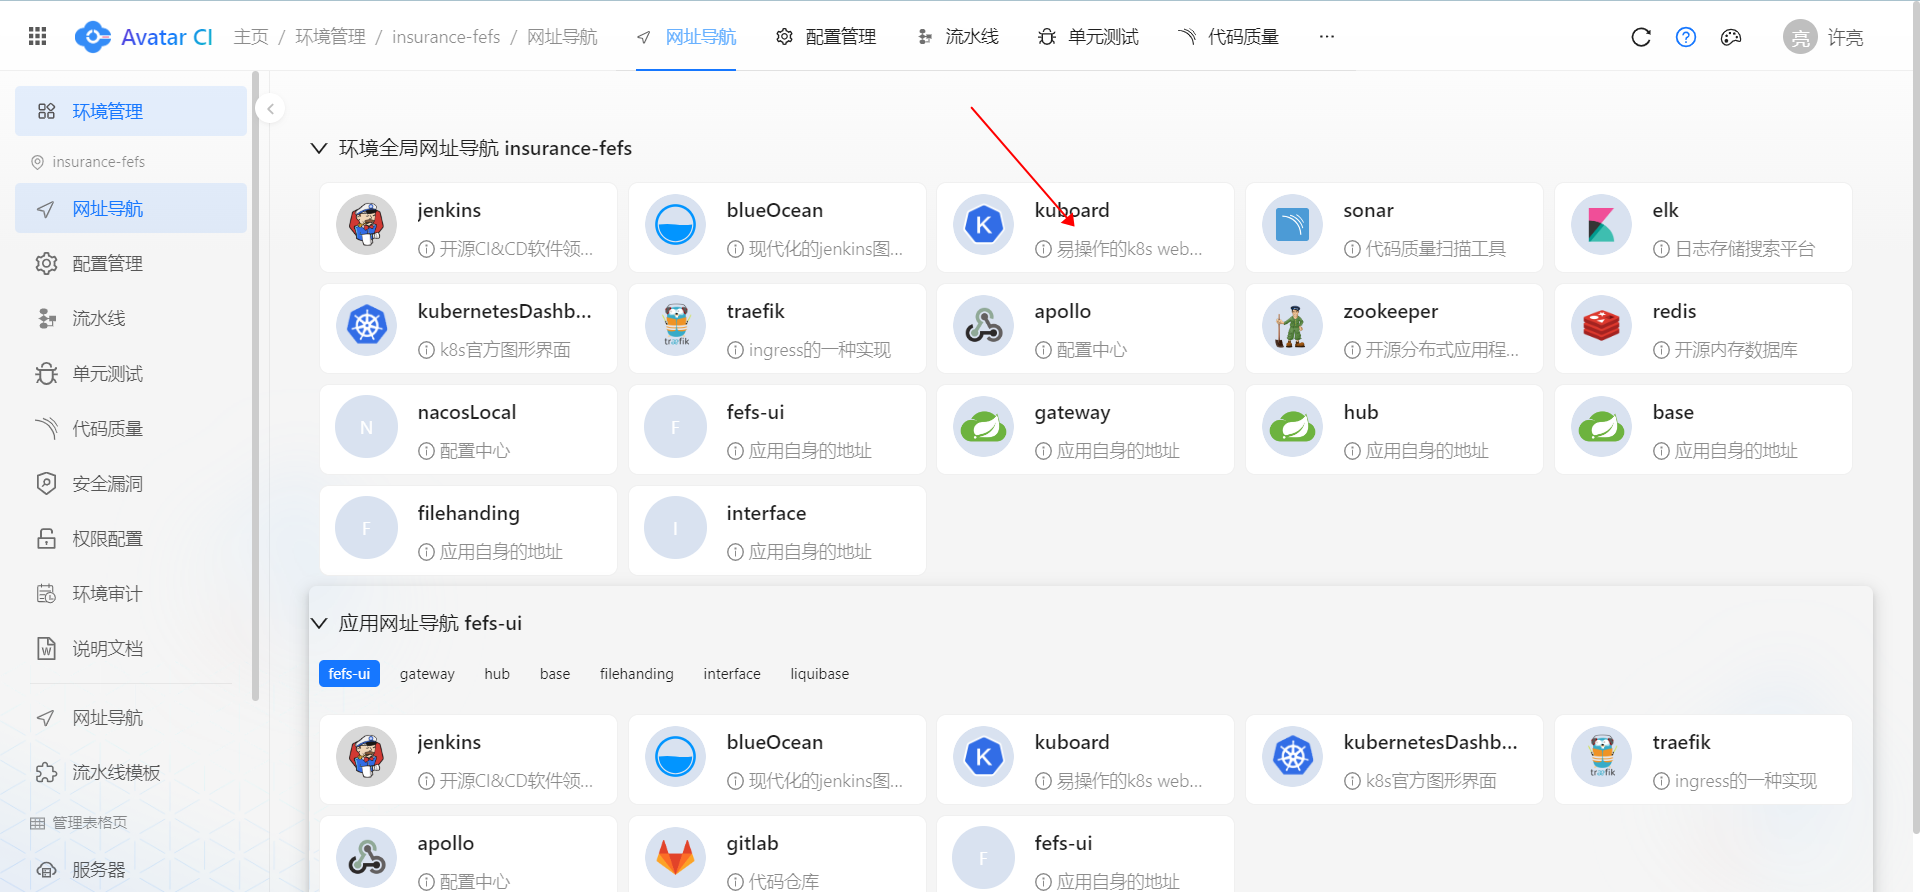 Avatar CI
主页 / 环境管理 / insurance-fefs / 网址导航
网址导航
配置管理
流水线
单元测试
代码质量
···
亮 许亮
环境管理
insurance-fefs
网址导航
配置管理
流水线
单元测试
代码质量
安全漏洞
权限配置
环境审计
说明文档
网址导航
流水线模板
管理表格页
服务器
环境全局网址导航 insurance-fefs
jenkins
开源CI&CD软件领...
blueOcean
现代化的jenkins图...
K
kuboard
易操作的k8s web...
sonar
代码质量扫描工具
elk
日志存储搜索平台
kubernetesDashb...
k8s官方图形界面
træfik
traefik
ingress的一种实现
apollo
配置中心
zookeeper
开源分布式应用程...
redis
开源内存数据库
N
nacosLocal
配置中心
F
fefs-ui
应用自身的地址
gateway
应用自身的地址
hub
应用自身的地址
base
应用自身的地址
F
filehanding
应用自身的地址
I
interface
应用自身的地址
应用网址导航 fefs-ui
fefs-ui gateway hub base filehanding interface liquibase
jenkins
开源CI&CD软件领...
blueOcean
现代化的jenkins图...
K
kuboard
易操作的k8s web...
kubernetesDashb...
k8s官方图形界面
træfik
traefik
ingress的一种实现
apollo
配置中心
gitlab
代码仓库
F
fefs-ui
应用自身的地址